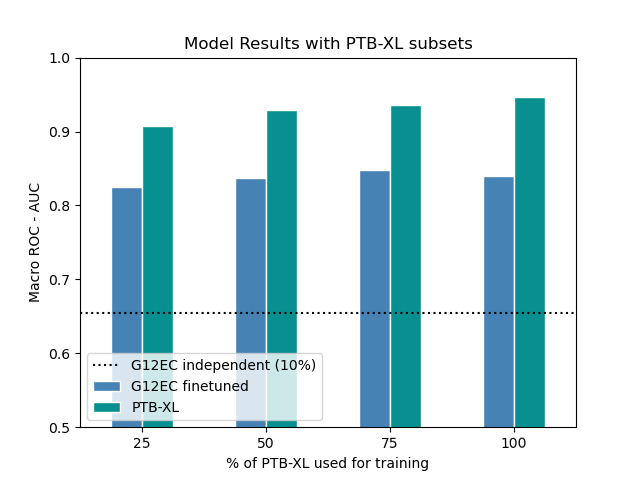 Model Results with PTB-XL subsets
Macro ROC - AUC
1.0
0.9
0.8
0.7
0.6
0.5
G12EC independent (10%)
G12EC finetuned
PTB-XL
25 50 75 100
% of PTB-XL used for training